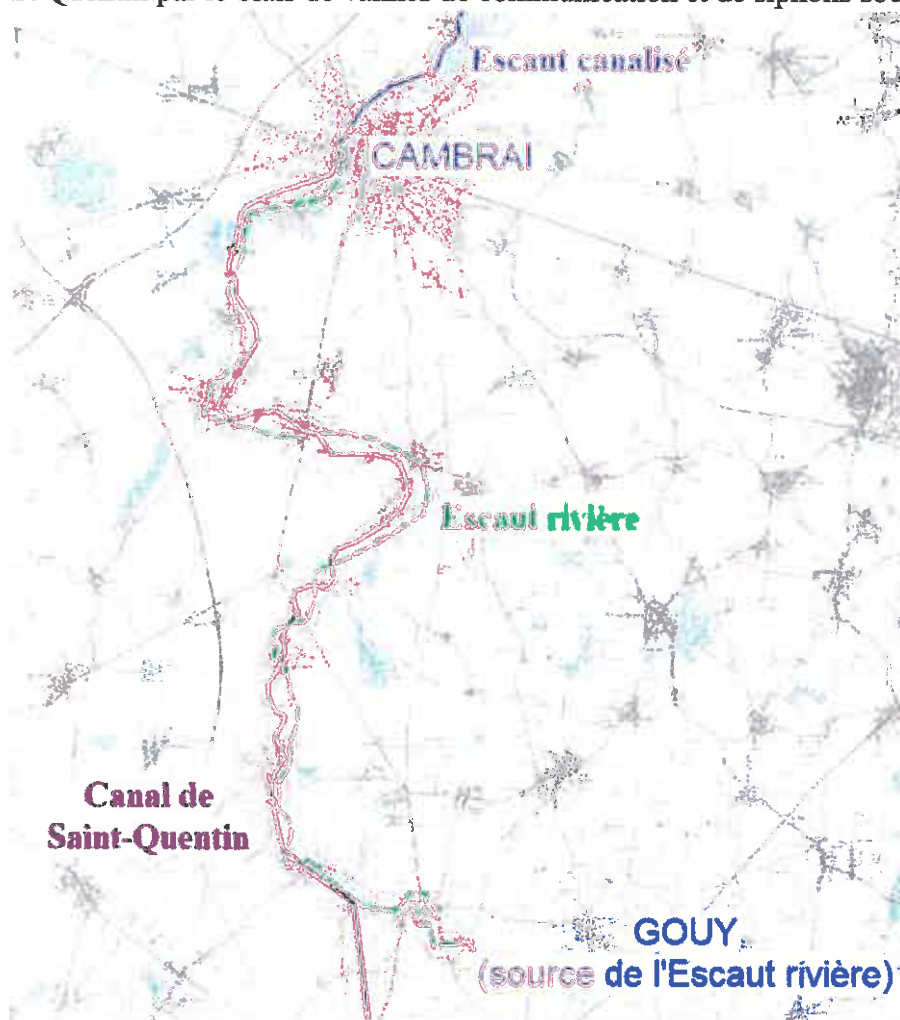 Escaut canalisé
CAMBRAI
Escaut rivière
Canal de
Saint-Quentin
GOUY
(source de l'Escaut rivière)